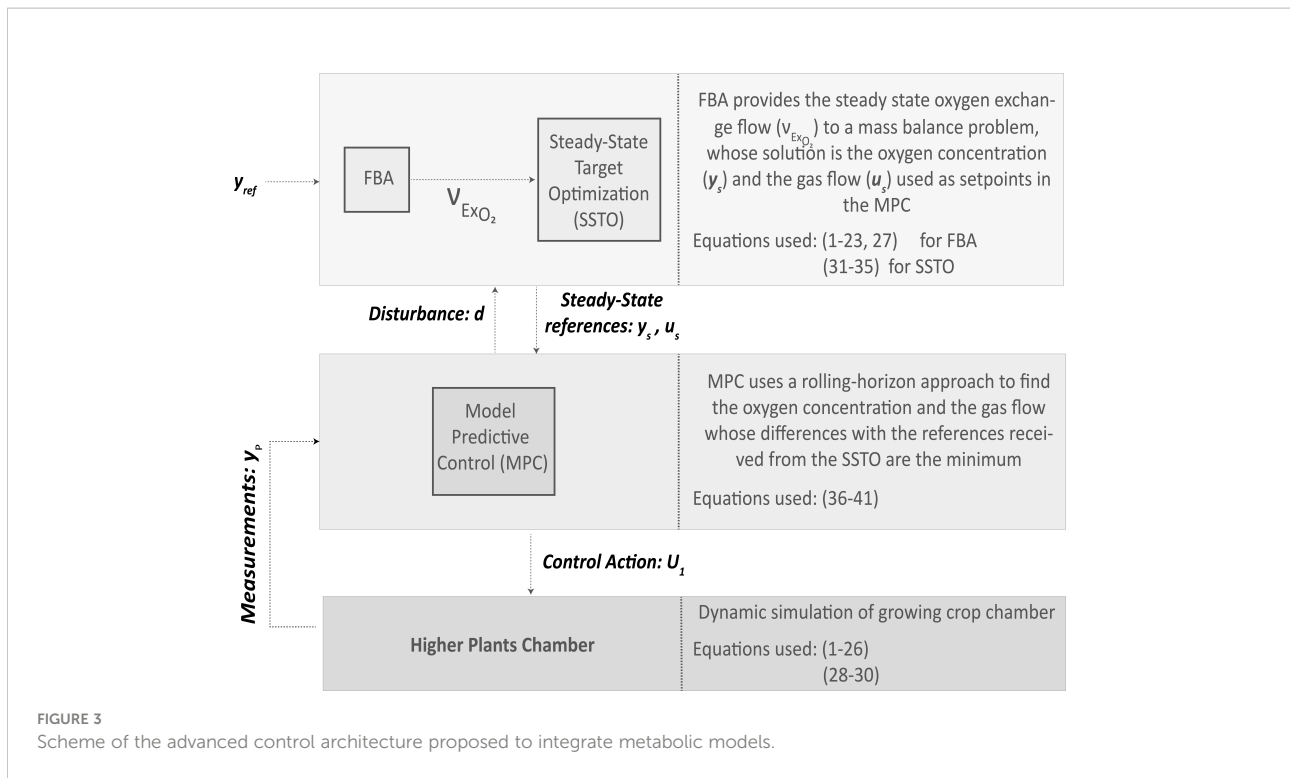 y_ref
FBA
ν_ExO₂
Steady-State
Target
Optimization
(SSTO)
FBA provides the steady state oxygen exchan-
ge flow (ν_ExO₂) to a mass balance problem,
whose solution is the oxygen concentration
(y_s) and the gas flow (u_s) used as setpoints in
the MPC
Equations used: (1-23, 27) for FBA
(31-35) for SSTO
Disturbance: d
Steady-State
references: y_s , u_s
Model
Predictive
Control (MPC)
MPC uses a rolling-horizon approach to find
the oxygen concentration and the gas flow
whose differences with the references recei-
ved from the SSTO are the minimum
Equations used: (36-41)
Measurements: y_P
Control Action: U_1
Higher Plants Chamber
Dynamic simulation of growing crop chamber
Equations used: (1-26)
(28-30)
FIGURE 3
Scheme of the advanced control architecture proposed to integrate metabolic models.